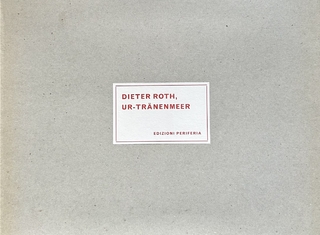 DIETER ROTH,
UR-TRÄNENMEER
EDIZIONI PERIFERIA